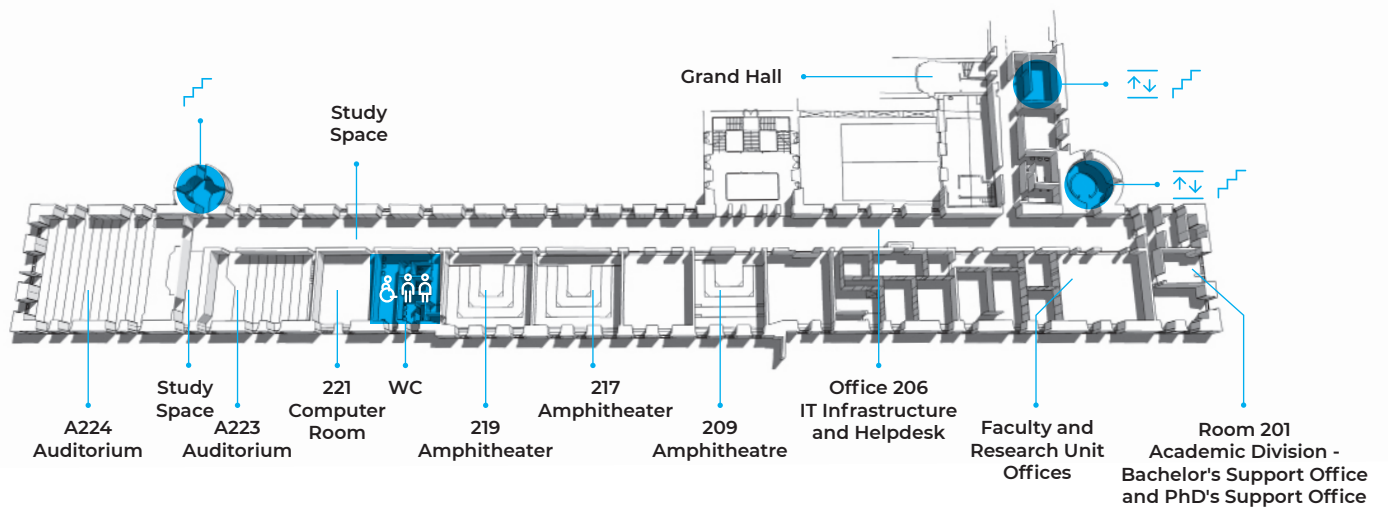 Grand Hall
Study
Space
Study
Space
A224
Auditorium
A223
Auditorium
221
Computer
Room
WC
219
Amphitheater
217
Amphitheater
209
Amphitheatre
Office 206
IT Infrastructure
and Helpdesk
Faculty and
Research Unit
Offices
Room 201
Academic Division -
Bachelor's Support Office
and PhD's Support Office